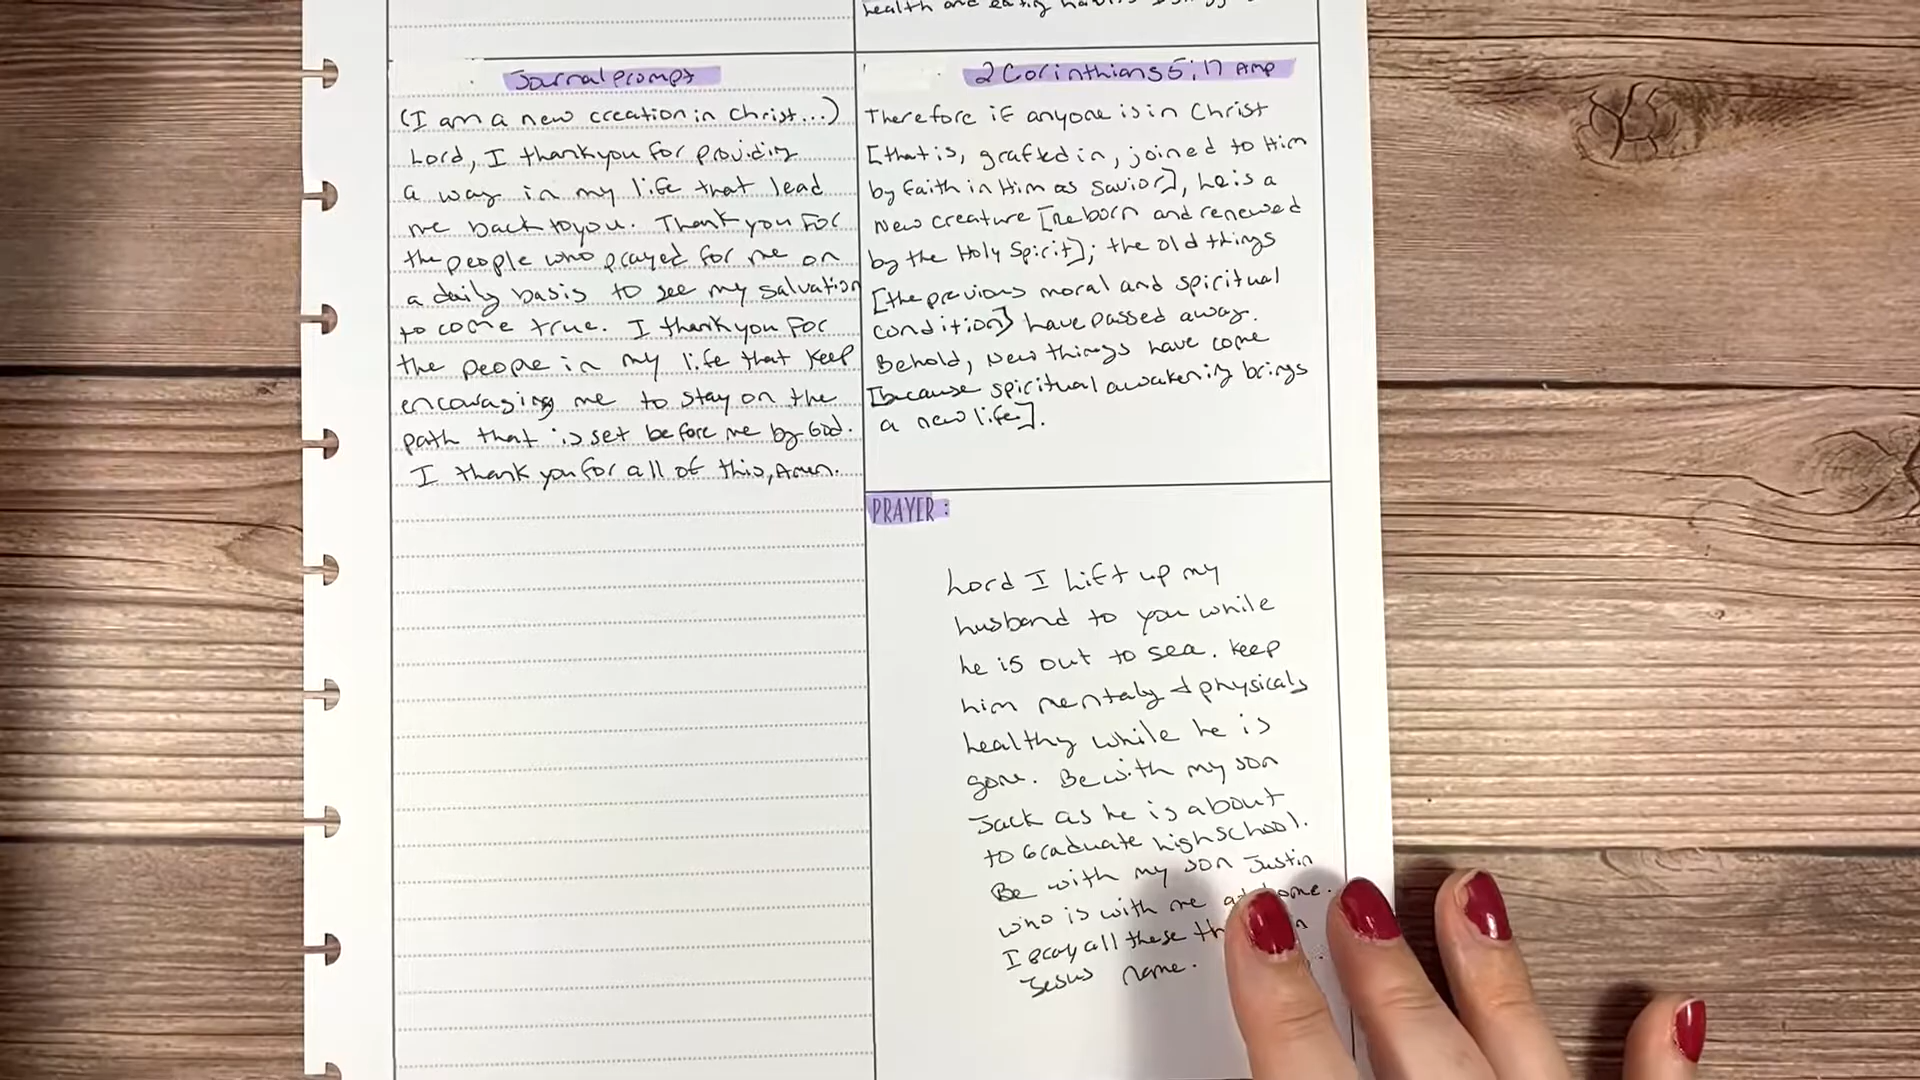 health and eating habits
Journal prompt
(I am a new creation in Christ...)
Lord, I thank you for providing
a way in my life that lead
me back to you. Thank you for
the people who prayed for me on
a daily basis to see my salvation
to come true. I thank you for
the people in my life that keep
encouraging me to stay on the
path that is set before me by God.
I thank you for all of this, Amen.
2 Corinthians 5:17 Amp
Therefore if anyone is in Christ
[that is, grafted in, joined to Him
by faith in Him as Savior], he is a
new creature [reborn and renewed
by the Holy Spirit]; the old things
[the previous moral and spiritual
condition] have passed away.
Behold, new things have come
[because spiritual awakening brings
a new life].
PRAYER:
Lord I lift up my
husband to you while
he is out to sea. Keep
him mentaly + physicaly
healthy while he is
gone. Be with my son
Jack as he is about
to Graduate highschool.
Be with my son Justin
who is with me at home.
I pray all these
Jesus name.